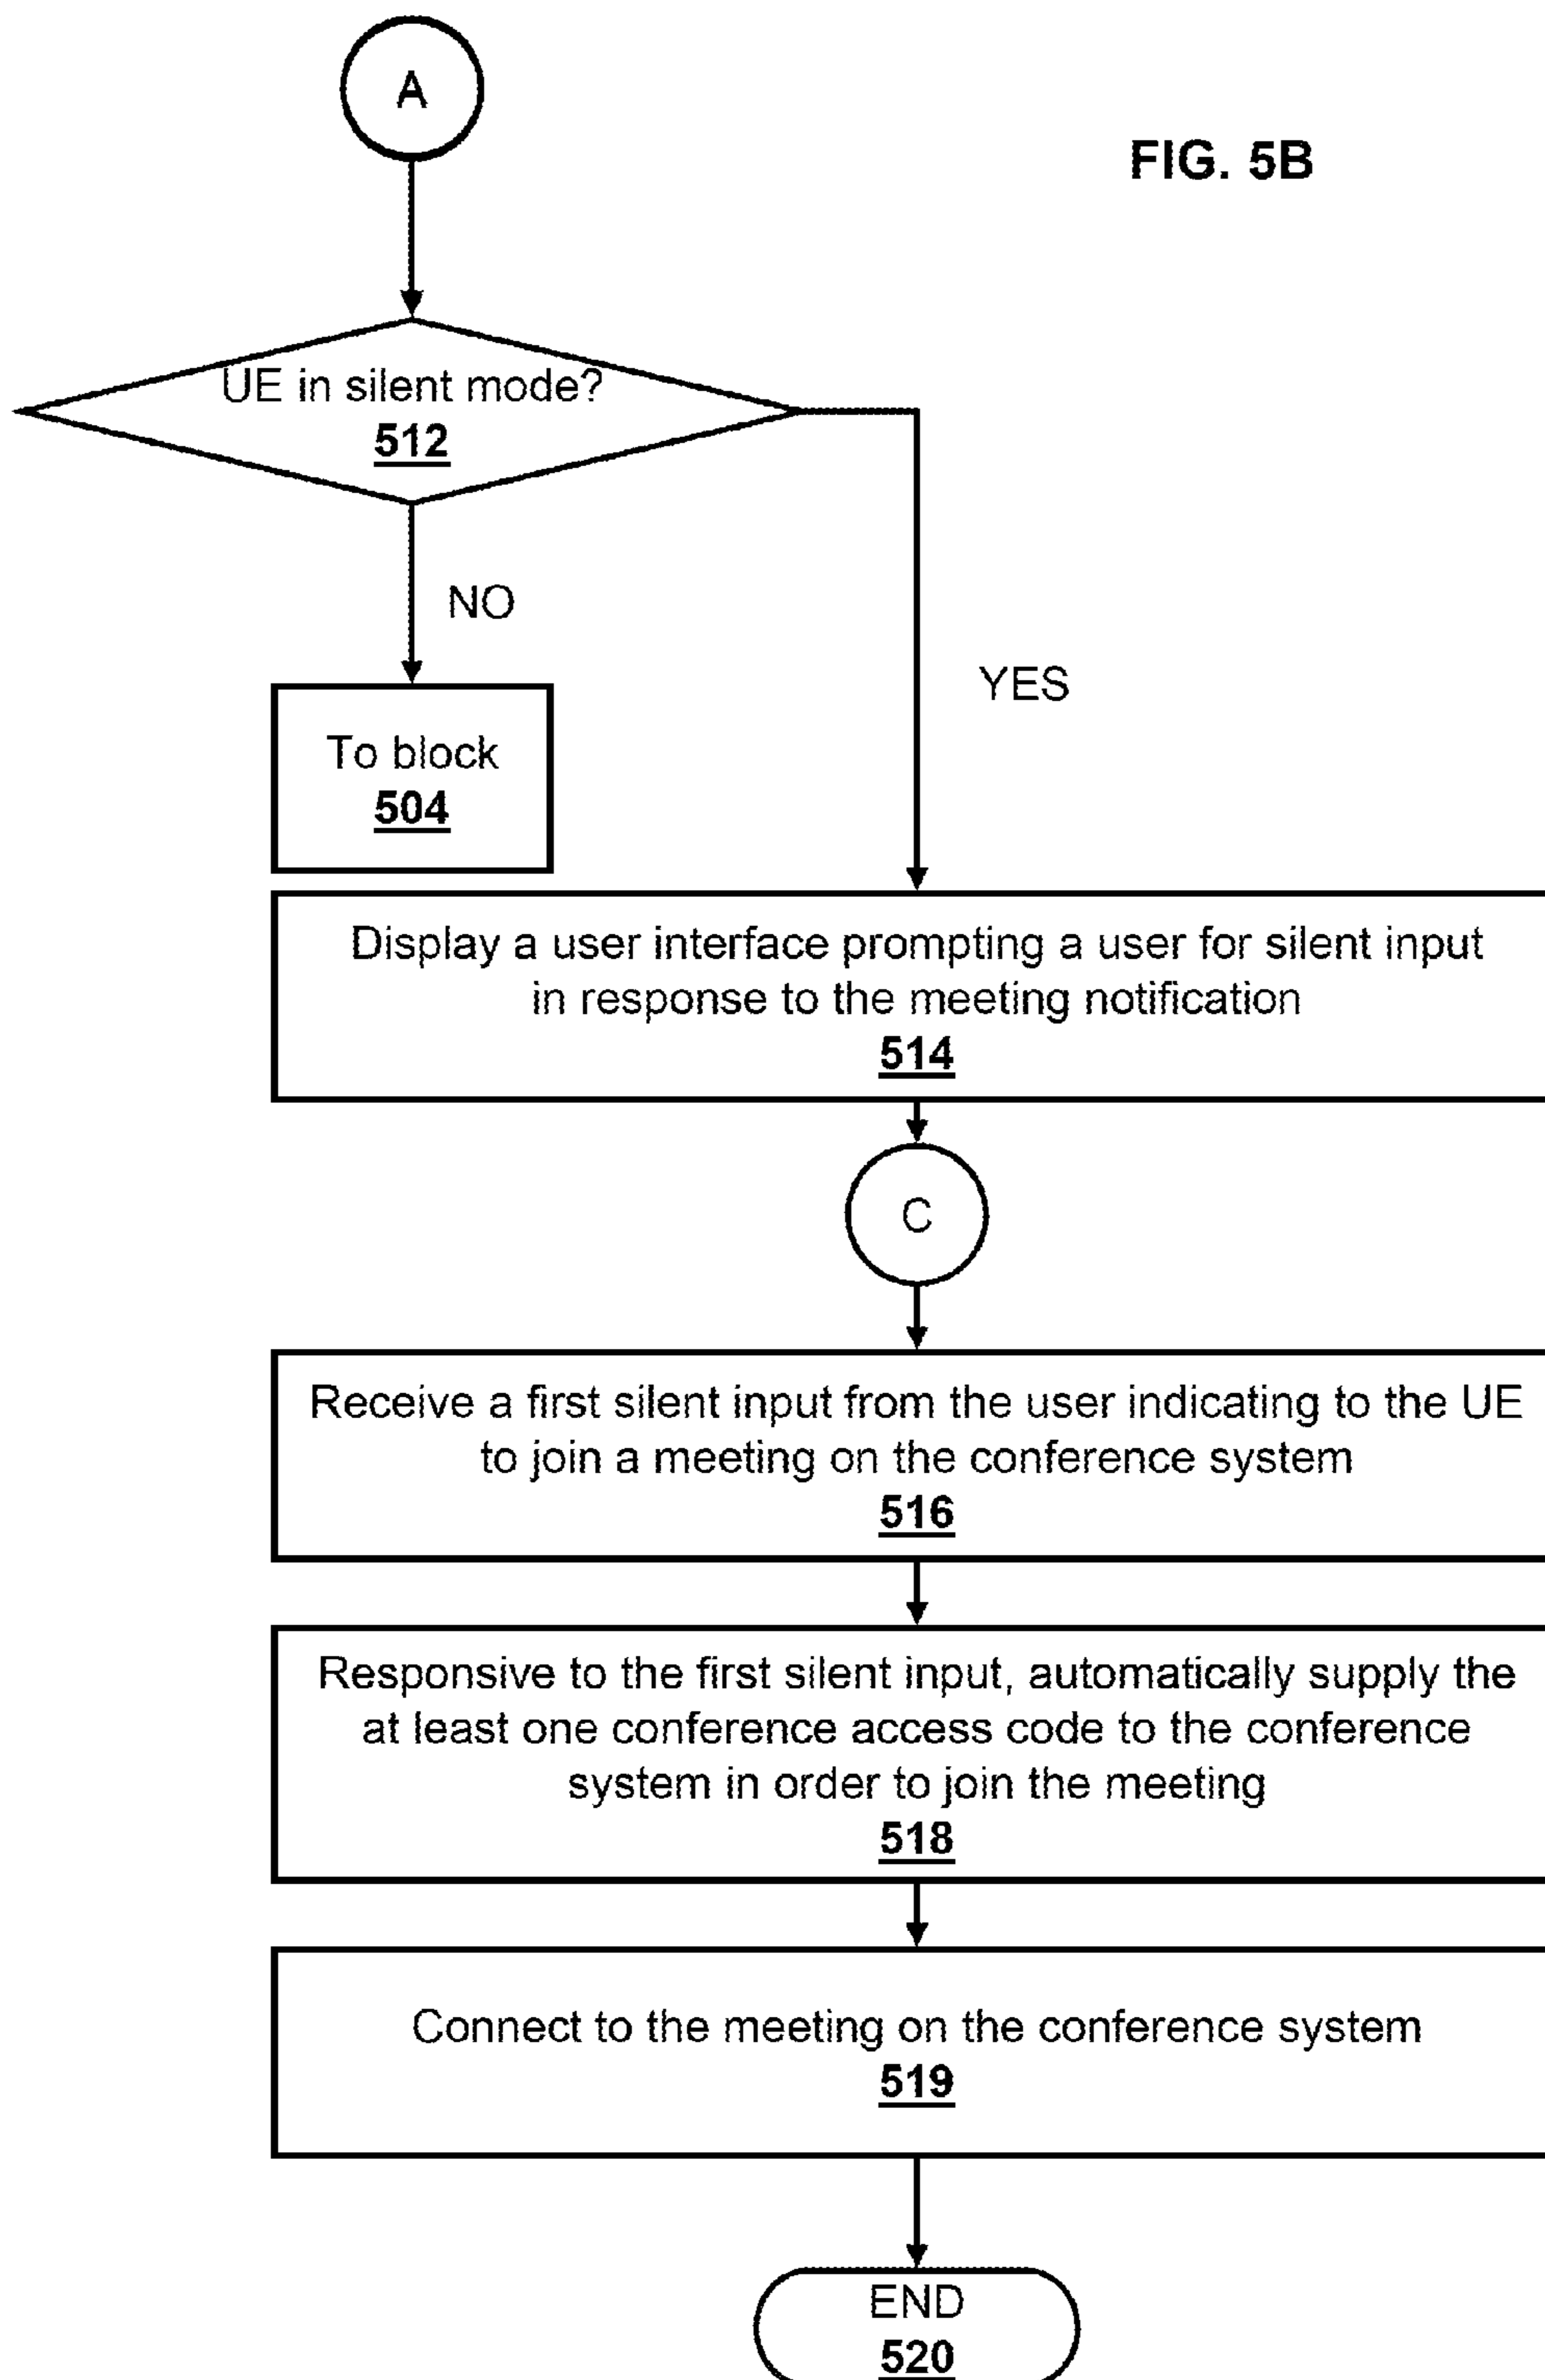 A
FIG. 5B
UE in silent mode?
512
NO
YES
To block
504
Display a user interface prompting a user for silent input
in response to the meeting notification
514
C
Receive a first silent input from the user indicating to the UE
to join a meeting on the conference system
516
Responsive to the first silent input, automatically supply the
at least one conference access code to the conference
system in order to join the meeting
518
Connect to the meeting on the conference system
519
END
520